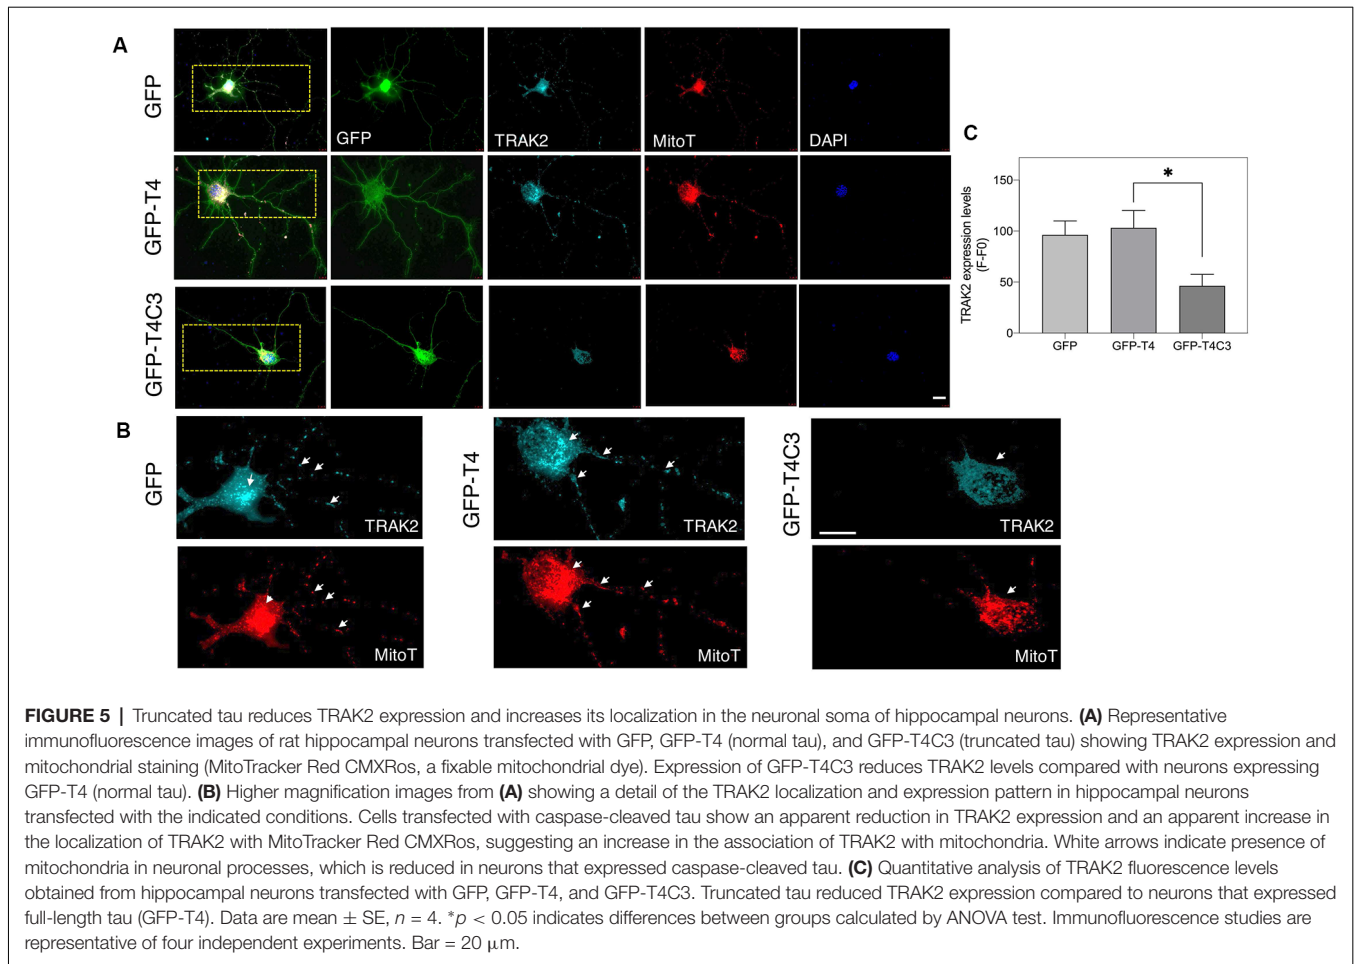 A
GFP
GFP
TRAK2
MitoT
DAPI
GFP-T4
GFP-T4C3
C
TRAK2 expression levels
(F-F0)
150
100
50
0
*
GFP
GFP-T4
GFP-T4C3
B
GFP
TRAK2
MitoT
GFP-T4
TRAK2
MitoT
GFP-T4C3
TRAK2
MitoT
FIGURE 5 | Truncated tau reduces TRAK2 expression and increases its localization in the neuronal soma of hippocampal neurons. (A) Representative
immunofluorescence images of rat hippocampal neurons transfected with GFP, GFP-T4 (normal tau), and GFP-T4C3 (truncated tau) showing TRAK2 expression and
mitochondrial staining (MitoTracker Red CMXRos, a fixable mitochondrial dye). Expression of GFP-T4C3 reduces TRAK2 levels compared with neurons expressing
GFP-T4 (normal tau). (B) Higher magnification images from (A) showing a detail of the TRAK2 localization and expression pattern in hippocampal neurons
transfected with the indicated conditions. Cells transfected with caspase-cleaved tau show an apparent reduction in TRAK2 expression and an apparent increase in
the localization of TRAK2 with MitoTracker Red CMXRos, suggesting an increase in the association of TRAK2 with mitochondria. White arrows indicate presence of
mitochondria in neuronal processes, which is reduced in neurons that expressed caspase-cleaved tau. (C) Quantitative analysis of TRAK2 fluorescence levels
obtained from hippocampal neurons transfected with GFP, GFP-T4, and GFP-T4C3. Truncated tau reduced TRAK2 expression compared to neurons that expressed
full-length tau (GFP-T4). Data are mean ± SE, n = 4. *p < 0.05 indicates differences between groups calculated by ANOVA test. Immunofluorescence studies are
representative of four independent experiments. Bar = 20 μm.